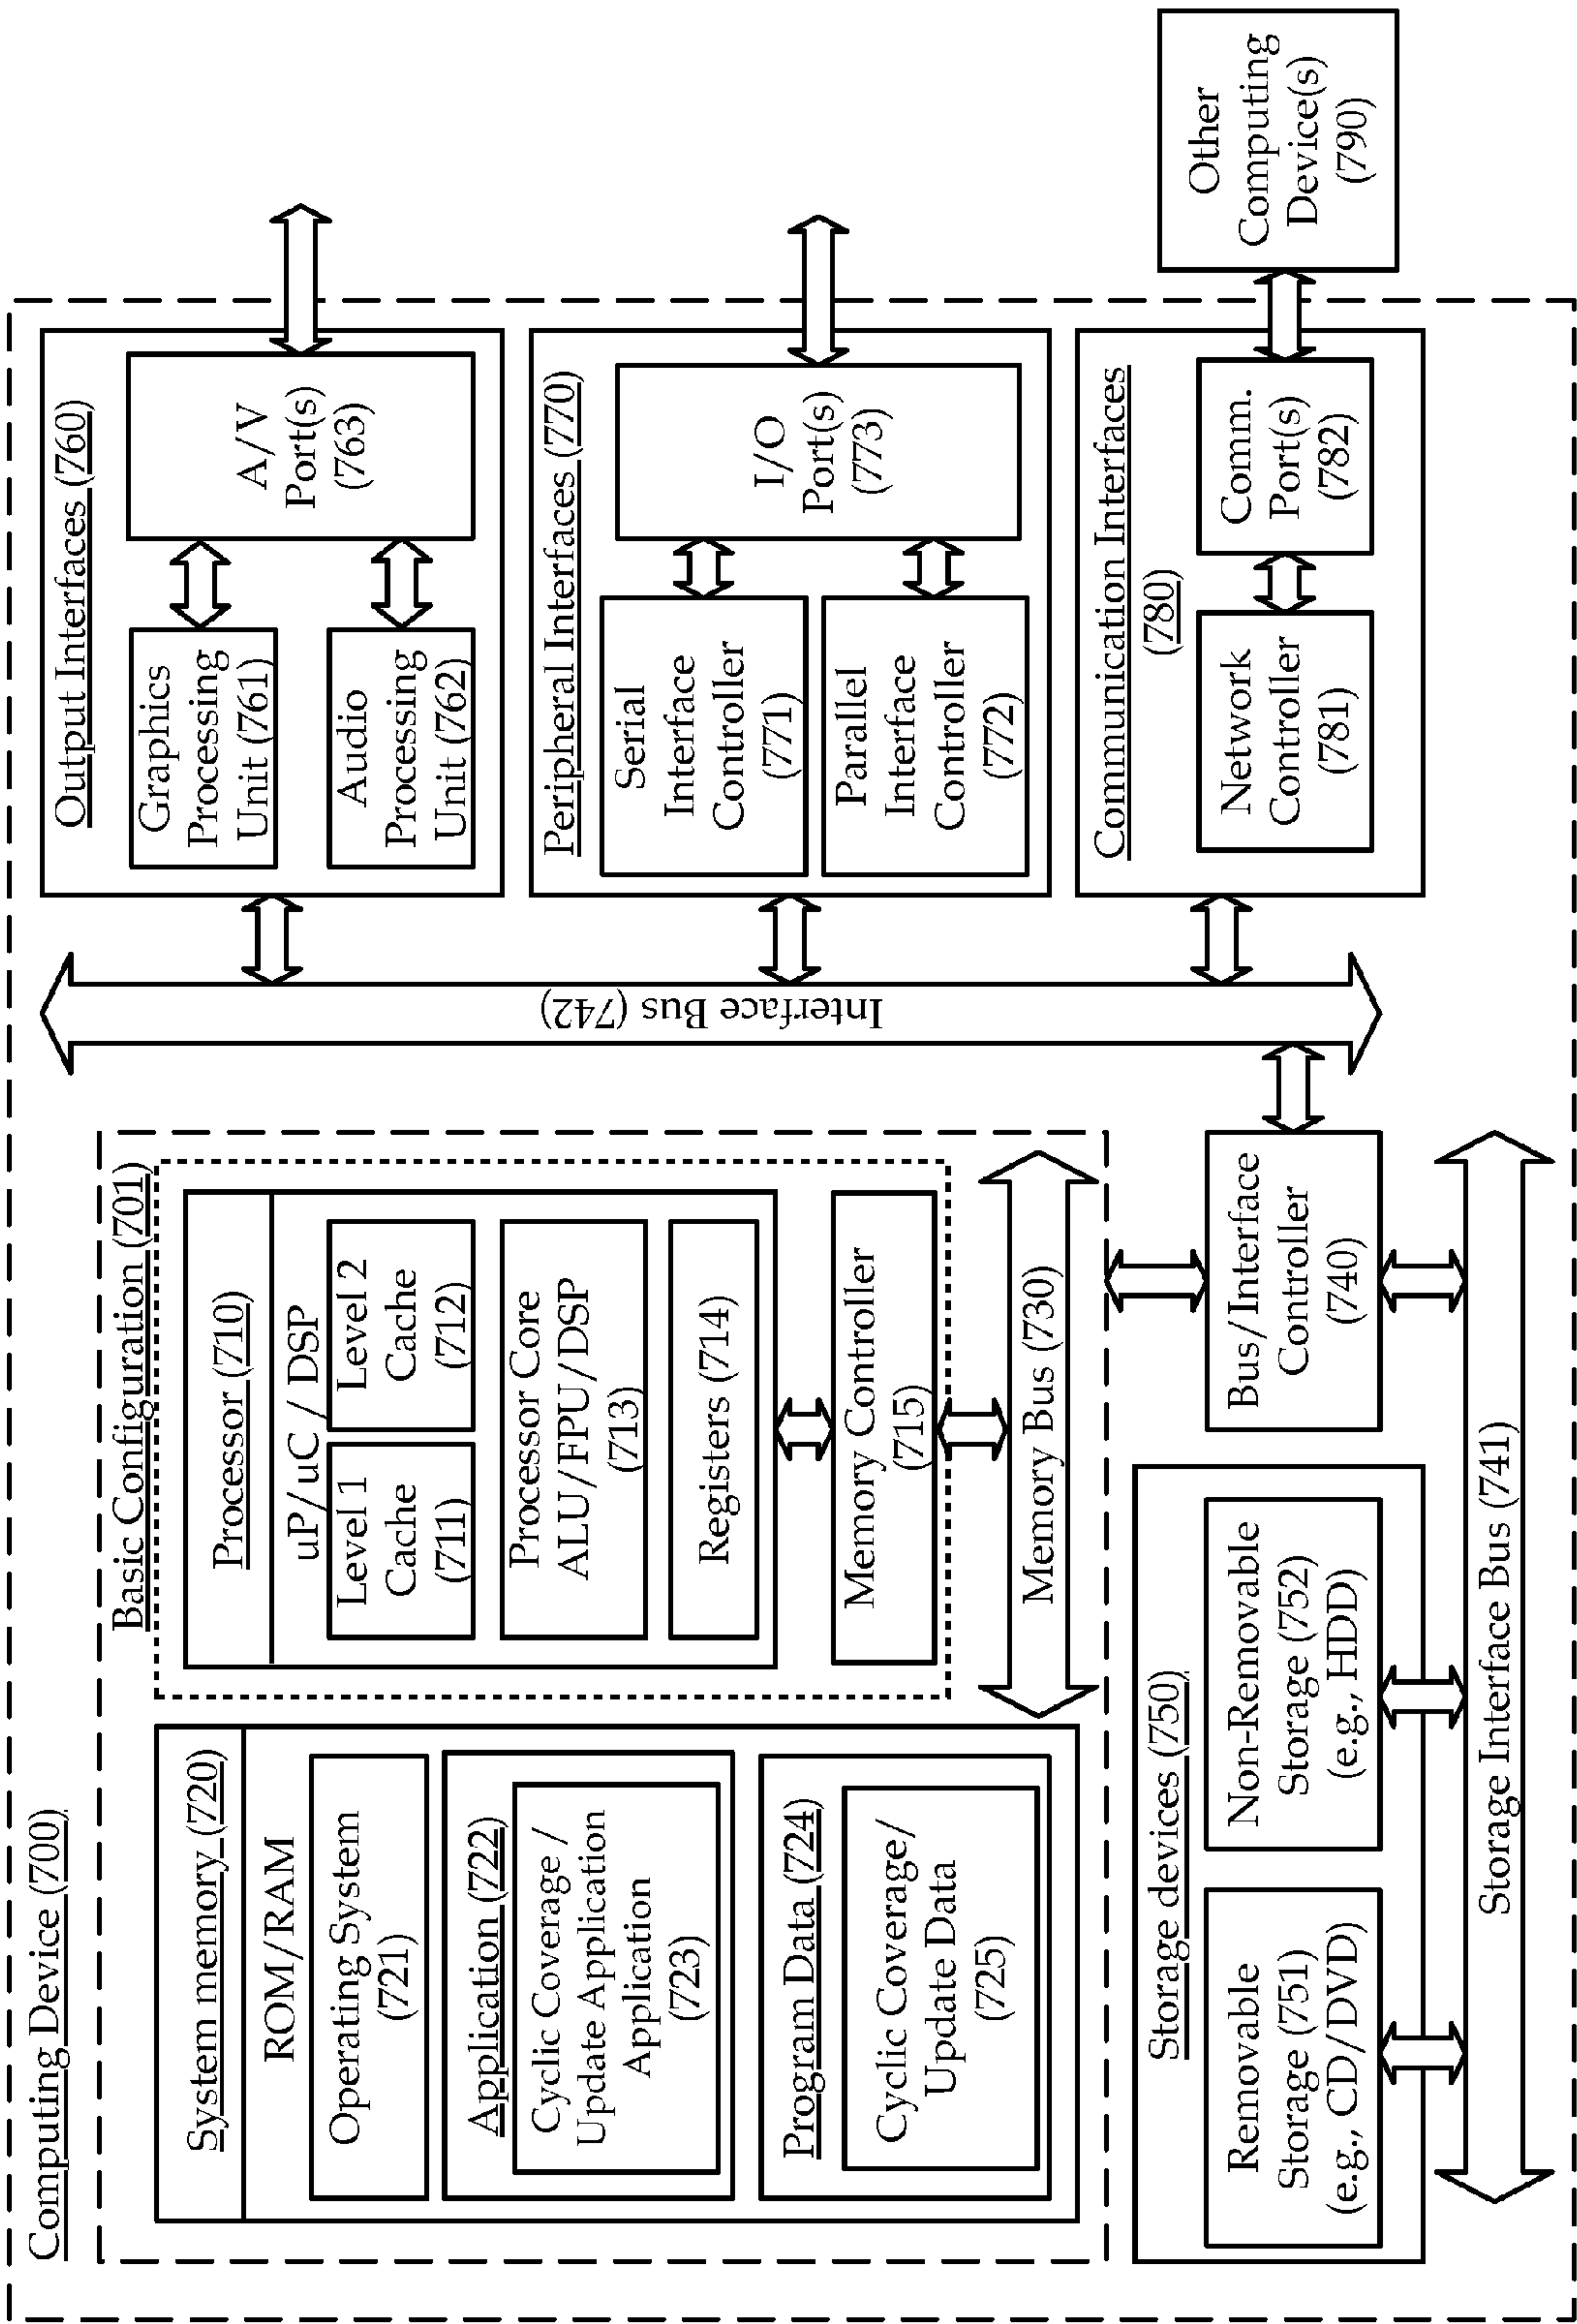 Computing Device (700)
Basic Configuration (701)
System memory (720)
ROM/RAM
Operating System
(721)
Application (722)
Cyclic Coverage /
Update Application
Application
(723)
Program Data (724)
Cyclic Coverage/
Update Data
(725)
Processor (710)
uP/uC / DSP
Level 1
Cache
(711)
Level 2
Cache
(712)
Processor Core
ALU/FPU/DSP
(713)
Registers (714)
Memory Controller
(715)
Memory Bus (730)
Bus/Interface
Controller
(740)
Storage devices (750)
Removable
Storage (751)
(e.g., CD/DVD)
Non-Removable
Storage (752)
(e.g., HDD)
Storage Interface Bus (741)
Interface Bus (742)
Output Interfaces (760)
Graphics
Processing
Unit (761)
Audio
Processing
Unit (762)
A/V
Port(s)
(763)
Peripheral Interfaces (770)
Serial
Interface
Controller
(771)
Parallel
Interface
Controller
(772)
I/O
Port(s)
(773)
Communication Interfaces
(780)
Network
Controller
(781)
Comm.
Port(s)
(782)
Other
Computing
Device(s)
(790)